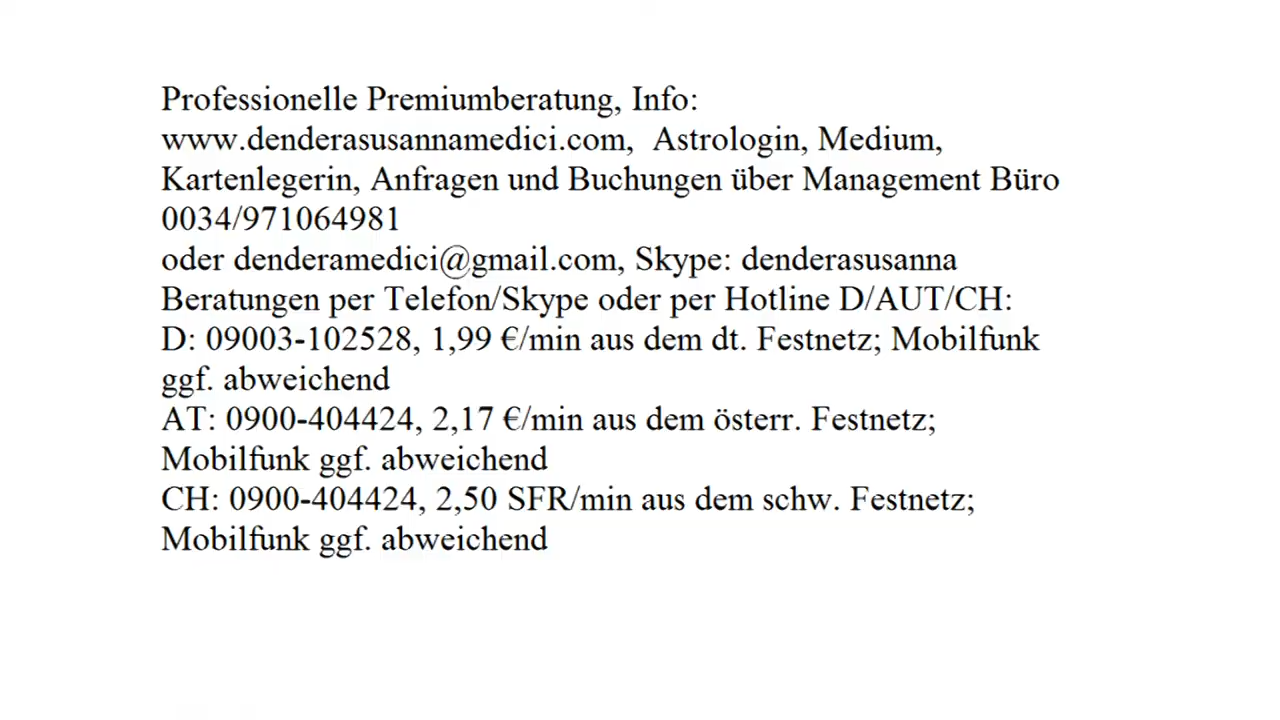 Professionelle Premiumberatung, Info:
www.denderasusannamedici.com,  Astrologin, Medium,
Kartenlegerin, Anfragen und Buchungen über Management Büro
0034/971064981
oder denderamedici@gmail.com, Skype: denderasusanna
Beratungen per Telefon/Skype oder per Hotline D/AUT/CH:
D: 09003-102528, 1,99 €/min aus dem dt. Festnetz; Mobilfunk
ggf. abweichend
AT: 0900-404424, 2,17 €/min aus dem österr. Festnetz;
Mobilfunk ggf. abweichend
CH: 0900-404424, 2,50 SFR/min aus dem schw. Festnetz;
Mobilfunk ggf. abweichend